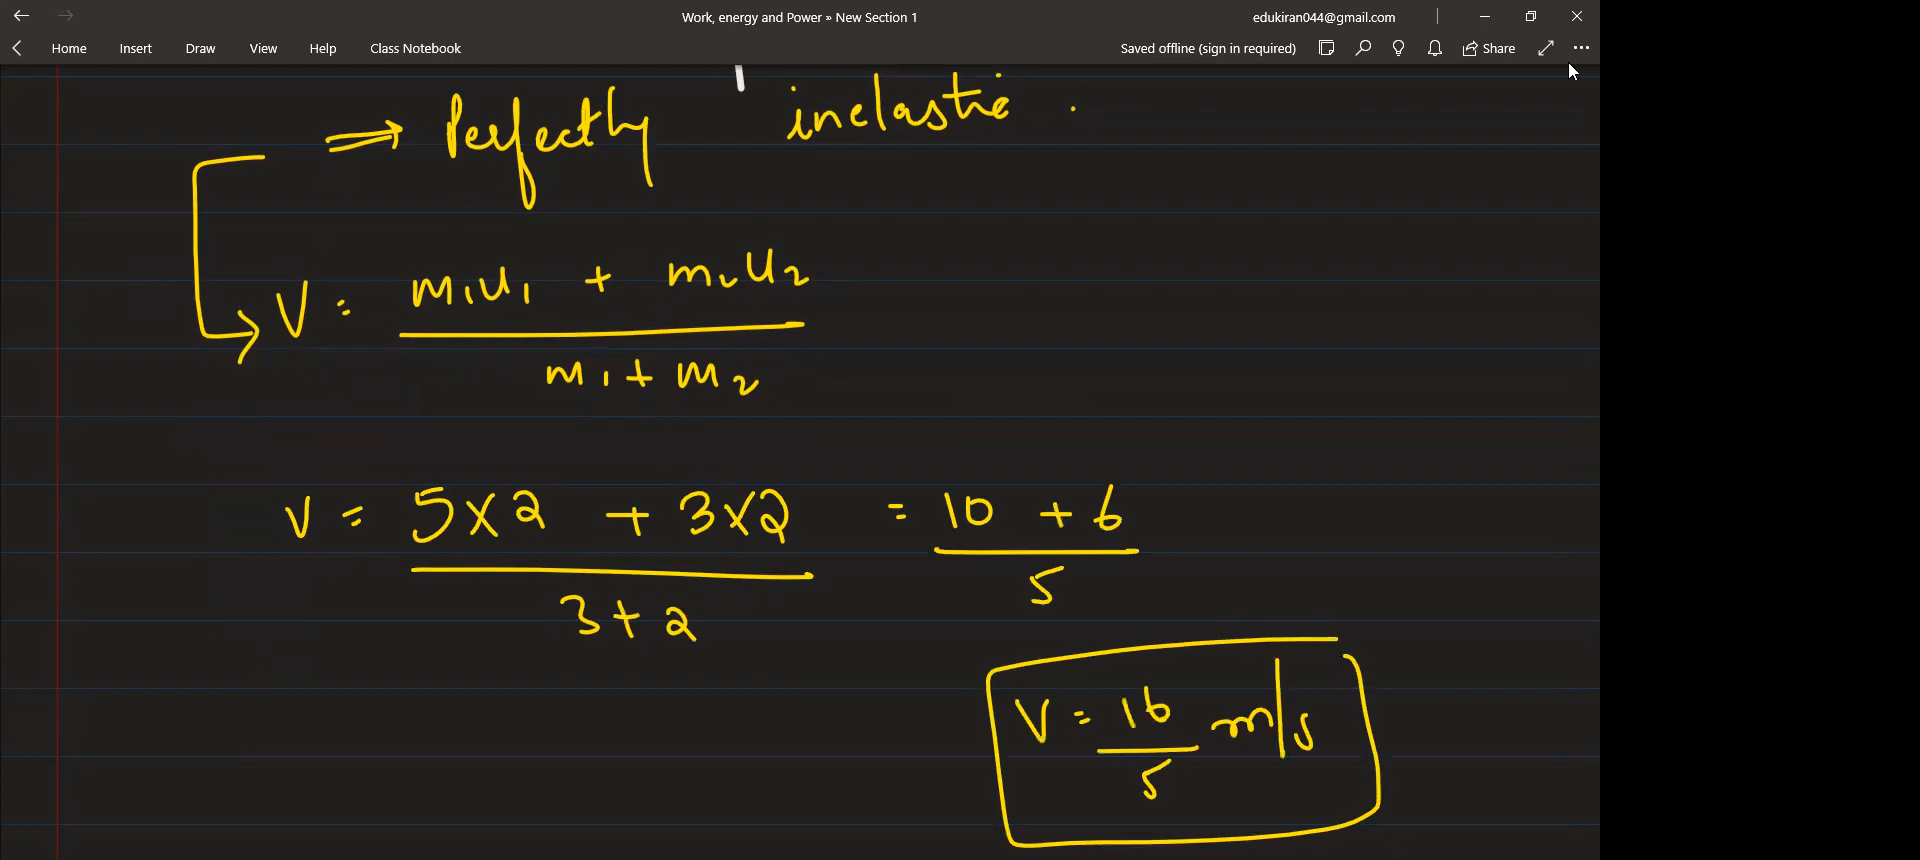 Work, energy and Power » New Section 1
edukiran044@gmail.com
Home Insert Draw View Help Class Notebook
Saved offline (sign in required) Share
⇒ Perfectly inelastic .
V = m₁u₁ + m₂u₂ / m₁ + m₂
V = 5 x 2 + 3 x 2 / 3 + 2 = 10 + 6 / 5
V = 16 / 5 m/s